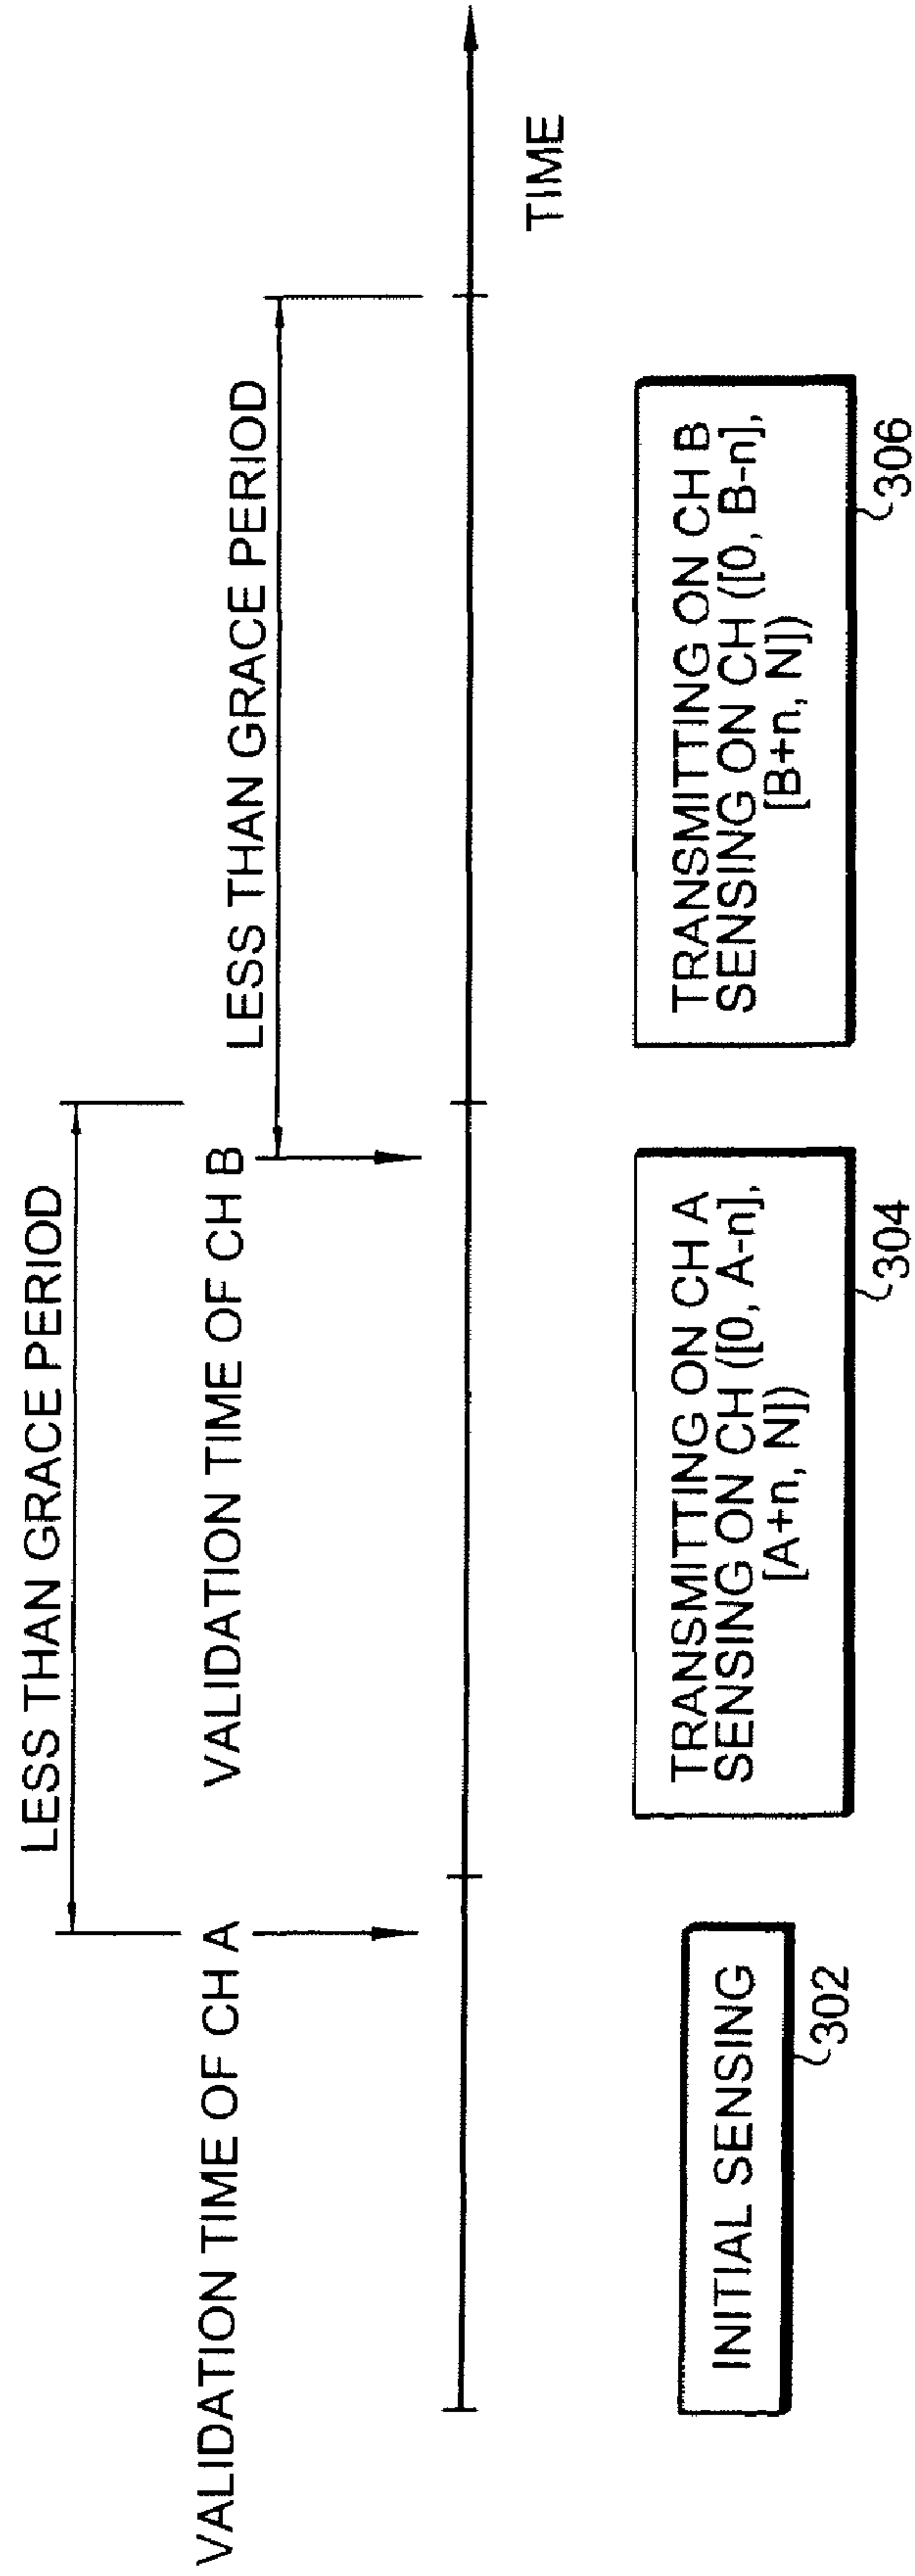 LESS THAN GRACE PERIOD
VALIDATION TIME OF CH A
VALIDATION TIME OF CH B
LESS THAN GRACE PERIOD
TIME
INITIAL SENSING
302
TRANSMITTING ON CH A
SENSING ON CH ([0, A-n],
[A+n, N])
304
TRANSMITTING ON CH B
SENSING ON CH ([0, B-n],
[B+n, N])
306